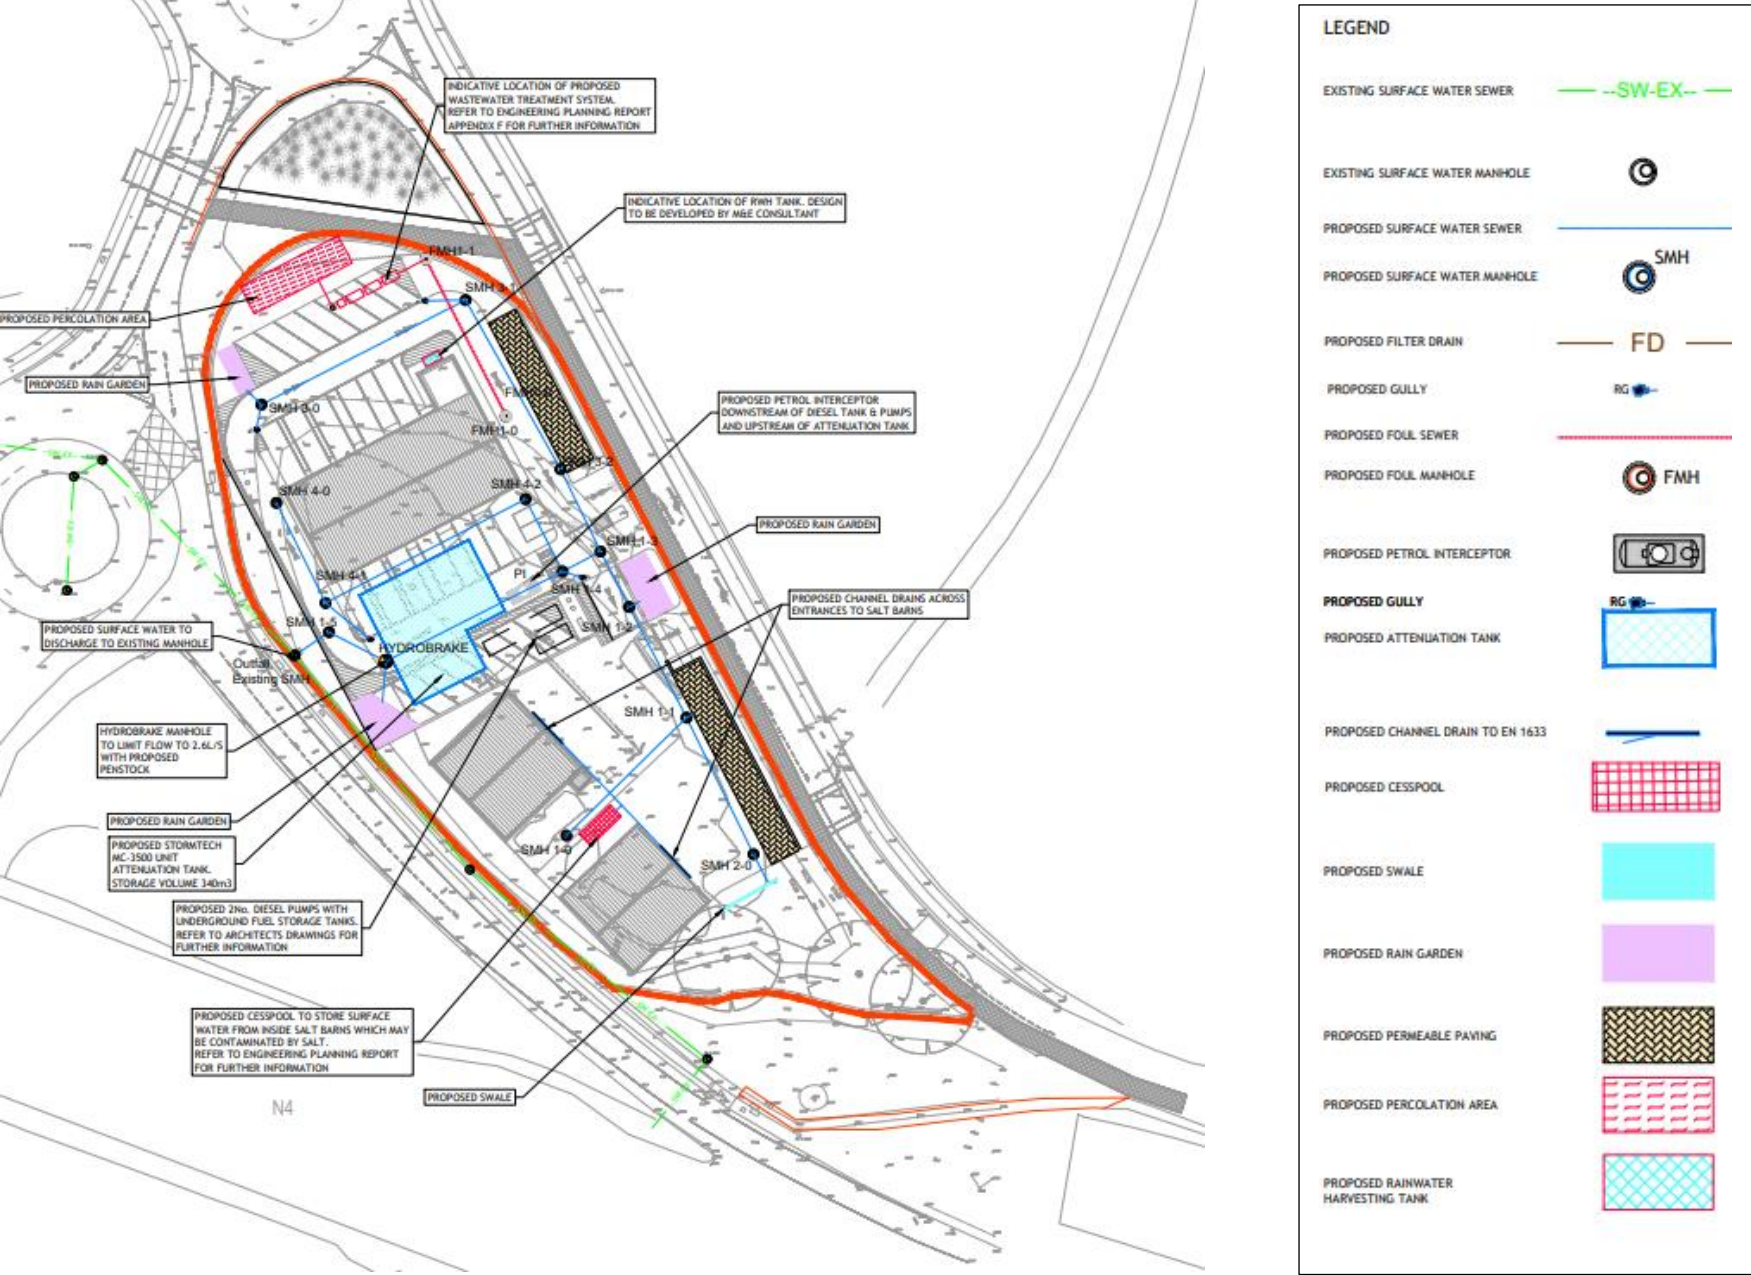 INDICATIVE LOCATION OF PROPOSED
WASTEWATER TREATMENT SYSTEM.
REFER TO ENGINEERING PLANNING REPORT
APPENDIX F FOR FURTHER INFORMATION
INDICATIVE LOCATION OF RWH TANK. DESIGN
TO BE DEVELOPED BY M&E CONSULTANT
FMH1-1
SMH 3-1
PROPOSED PERCOLATION AREA
PROPOSED RAIN GARDEN
SMH 3-0
FMH1-0
PROPOSED PETROL INTERCEPTOR
DOWNSTREAM OF DIESEL TANK & PUMPS
AND UPSTREAM OF ATTENUATION TANK
SMH 4-0
SMH 4-2
PROPOSED RAIN GARDEN
SMH 1-3
PI
SMH 4-1
SMH 1-4
PROPOSED CHANNEL DRAINS ACROSS
ENTRANCES TO SALT BARNS
SMH 1-5
SMH 1-2
PROPOSED SURFACE WATER TO
DISCHARGE TO EXISTING MANHOLE
HYDROBRAKE
Outfall
Existing SMH
SMH 1-1
HYDROBRAKE MANHOLE
TO LIMIT FLOW TO 2.6L/S
WITH PROPOSED
PENSTOCK
PROPOSED RAIN GARDEN
PROPOSED STORMTECH
MC-3500 UNIT
ATTENUATION TANK.
STORAGE VOLUME 340m3
SMH 1-0
SMH 2-0
PROPOSED 2No. DIESEL PUMPS WITH
UNDERGROUND FUEL STORAGE TANKS.
REFER TO ARCHITECTS DRAWINGS FOR
FURTHER INFORMATION
PROPOSED CESSPOOL TO STORE SURFACE
WATER FROM INSIDE SALT BARNS WHICH MAY
BE CONTAMINATED BY SALT.
REFER TO ENGINEERING PLANNING REPORT
FOR FURTHER INFORMATION
PROPOSED SWALE
N4
LEGEND
EXISTING SURFACE WATER SEWER --SW-EX--
EXISTING SURFACE WATER MANHOLE
PROPOSED SURFACE WATER SEWER
PROPOSED SURFACE WATER MANHOLE SMH
PROPOSED FILTER DRAIN FD
PROPOSED GULLY RG
PROPOSED FOUL SEWER
PROPOSED FOUL MANHOLE FMH
PROPOSED PETROL INTERCEPTOR
PROPOSED GULLY RG
PROPOSED ATTENUATION TANK
PROPOSED CHANNEL DRAIN TO EN 1633
PROPOSED CESSPOOL
PROPOSED SWALE
PROPOSED RAIN GARDEN
PROPOSED PERMEABLE PAVING
PROPOSED PERCOLATION AREA
PROPOSED RAINWATER
HARVESTING TANK